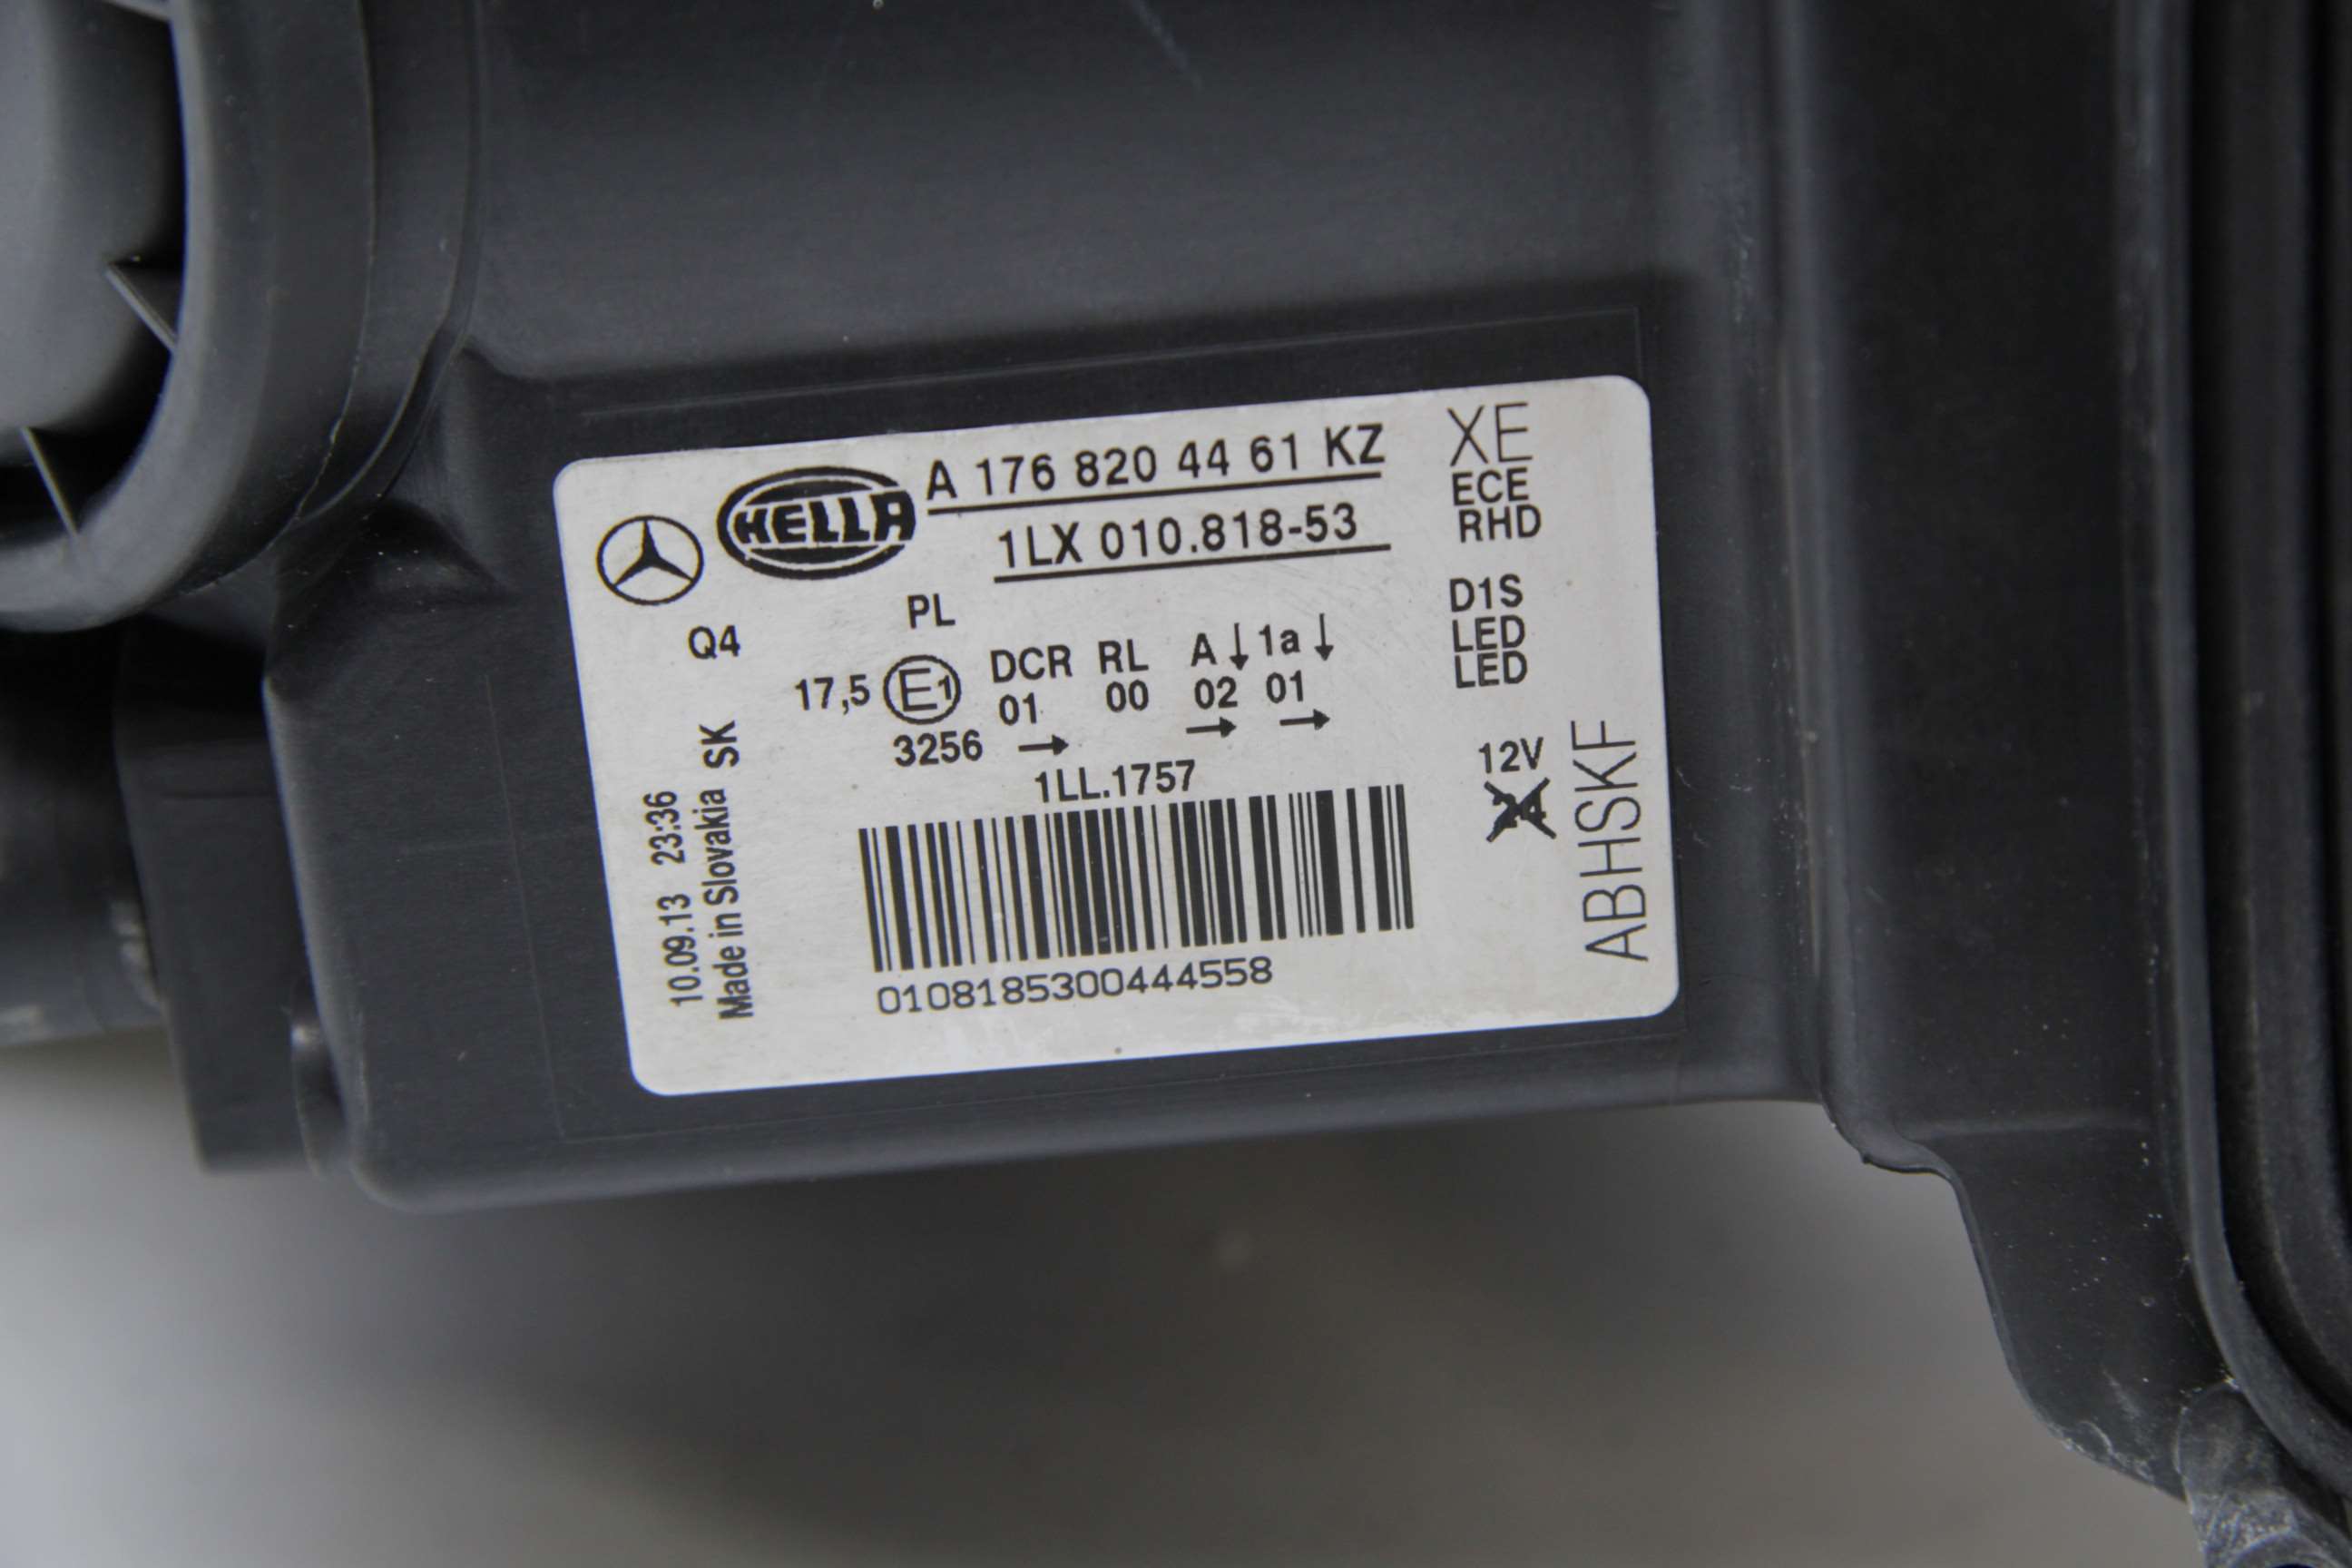 HELLA
A 176 820 44 61 KZ
1LX 010.818-53
XE
ECE
RHD
Q4
PL
17,5 E1 DCR RL A ↓ 1a ↓
01 00 02 01
3256 → → →
1LL.1757
D1S
LED
LED
12V
24
ABHSKF
10.09.13 23:36
Made in Slovakia SK
0108185300444558